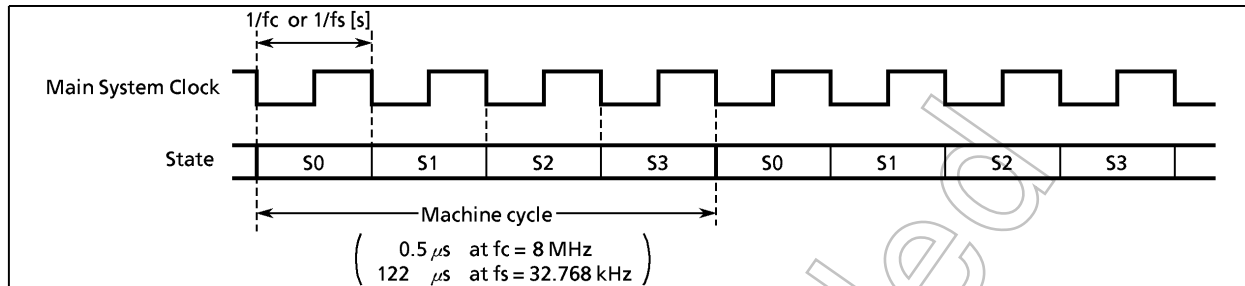 1/fc or 1/fs [s]
Main System Clock
State S0 S1 S2 S3 S0 S1 S2 S3
Machine cycle
0.5 μs at fc = 8 MHz
122 μs at fs = 32.768 kHz